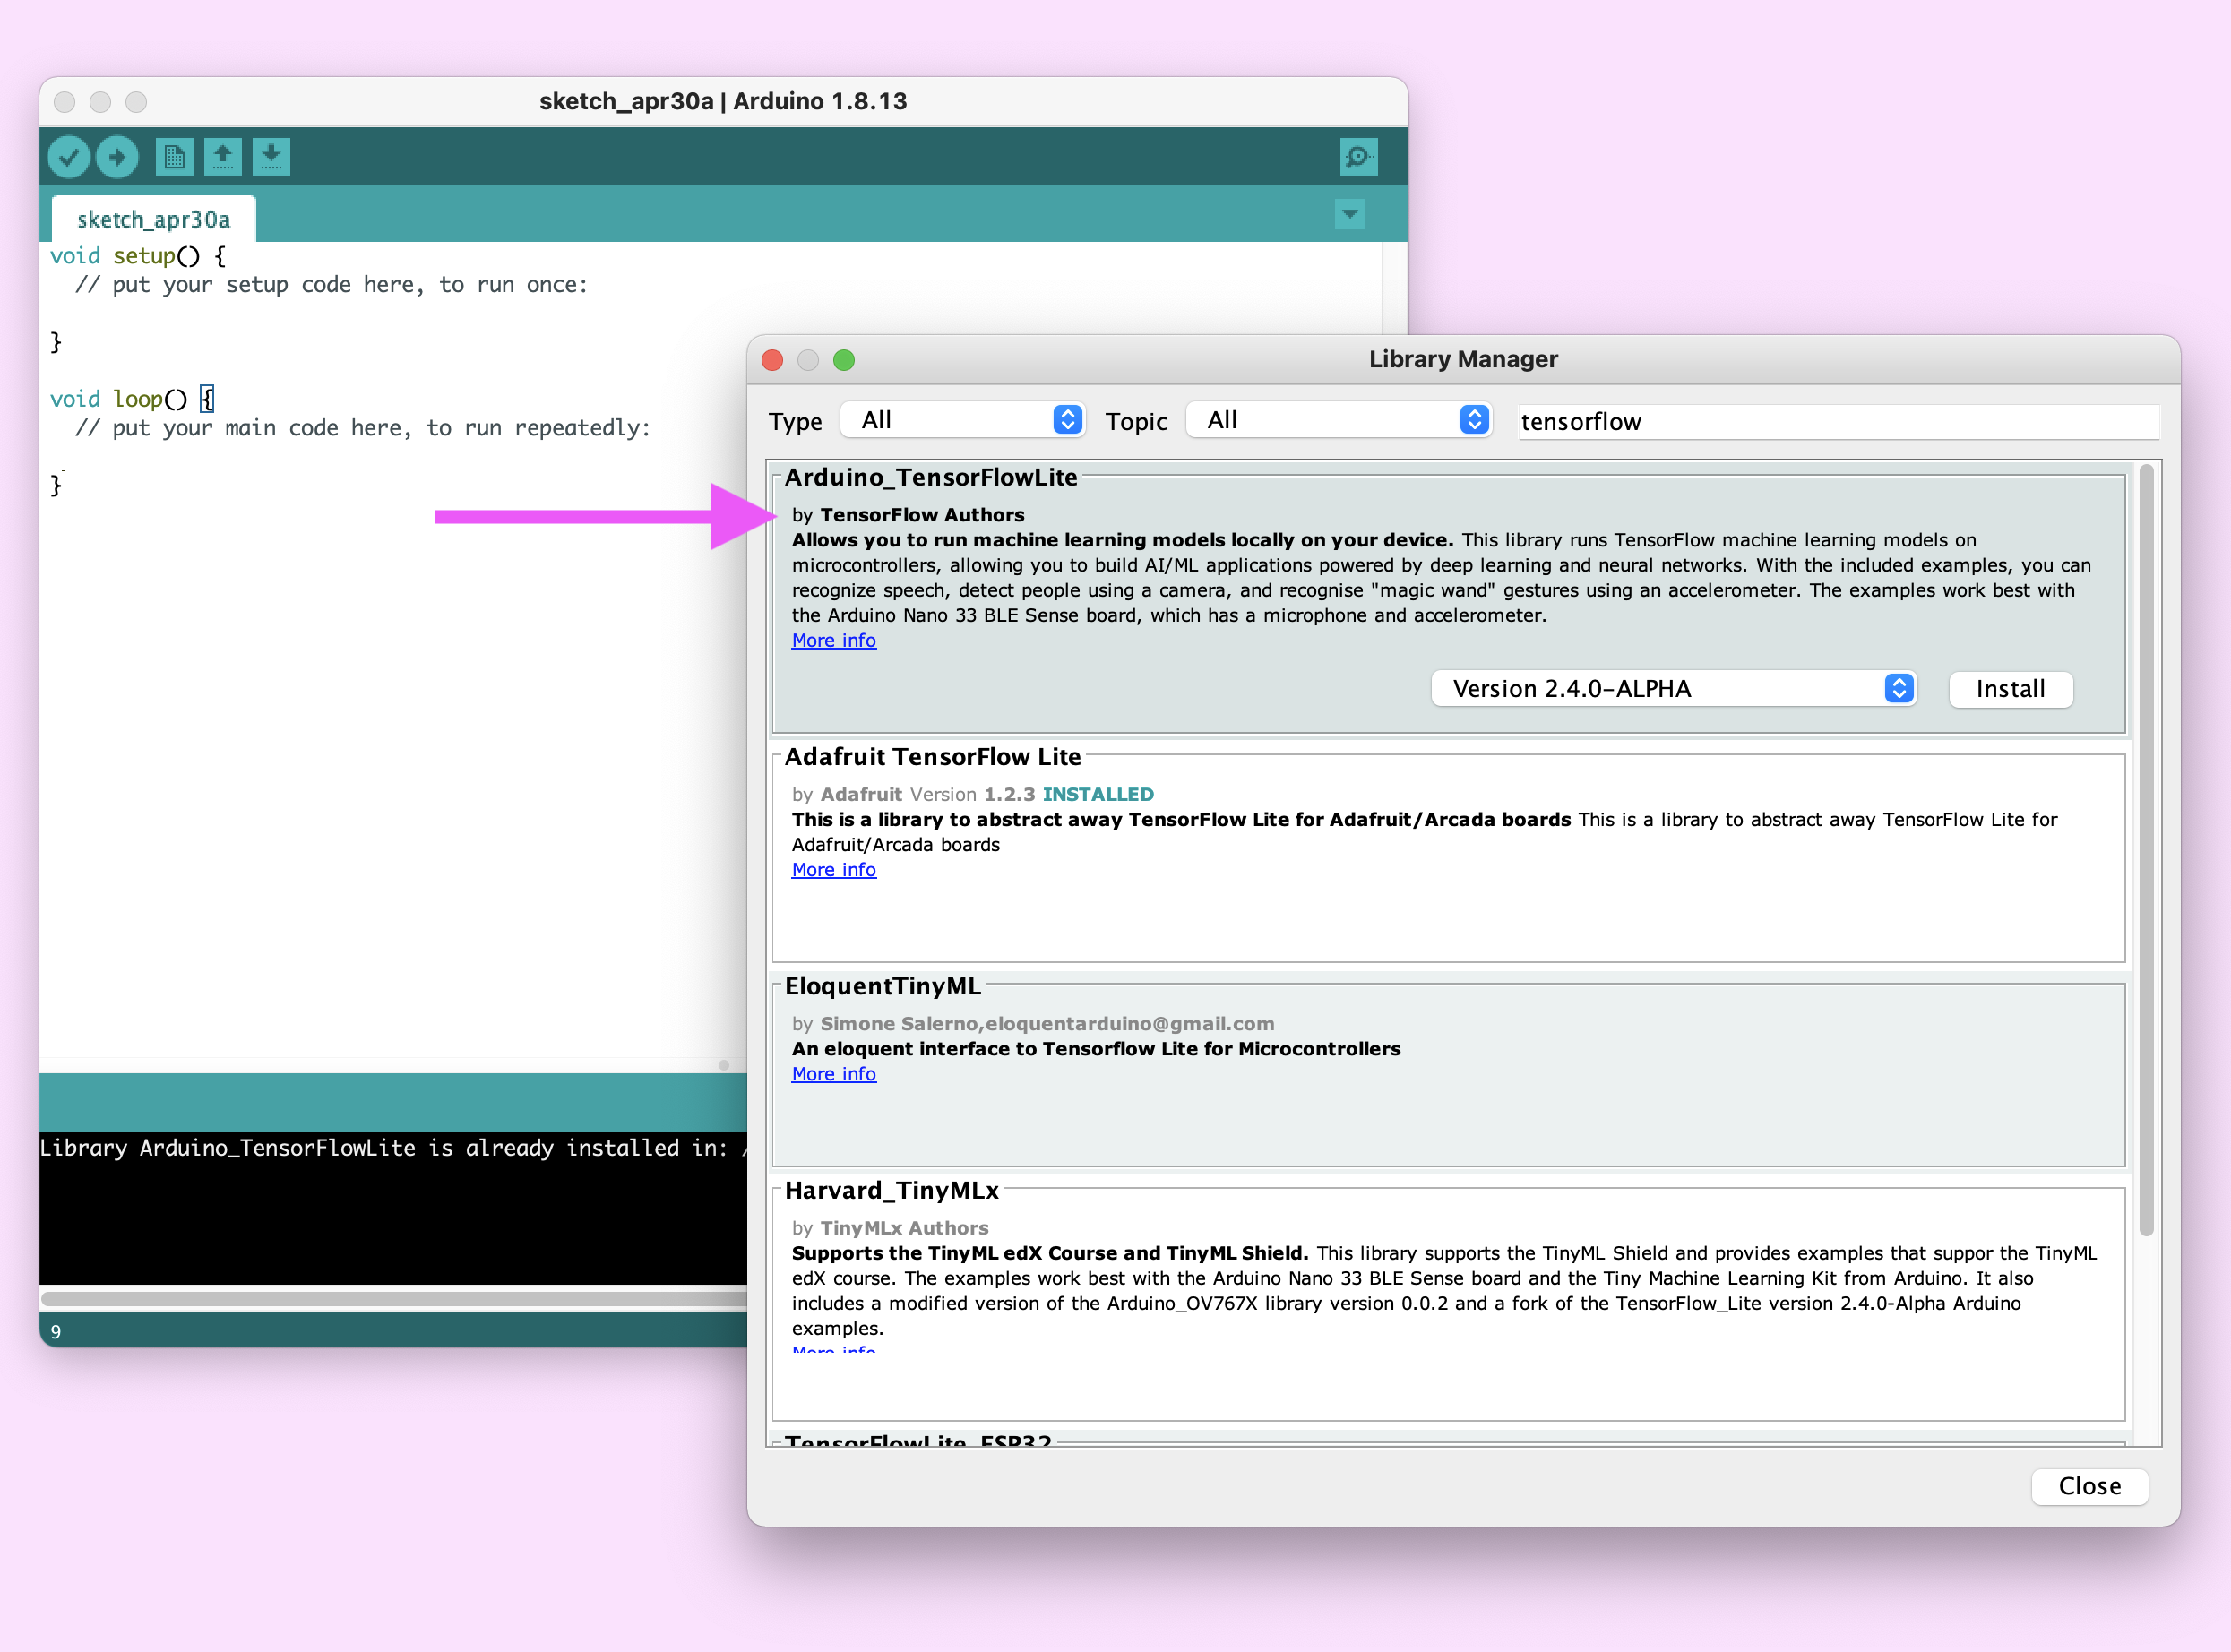 sketch_apr30a | Arduino 1.8.13
sketch_apr30a
void setup() {
// put your setup code here, to run once:
}
void loop() {
// put your main code here, to run repeatedly:
}
Library Arduino_TensorFlowLite is already installed in: /
9
Library Manager
Type All Topic All tensorflow
Arduino_TensorFlowLite
by TensorFlow Authors
Allows you to run machine learning models locally on your device. This library runs TensorFlow machine learning models on
microcontrollers, allowing you to build AI/ML applications powered by deep learning and neural networks. With the included examples, you can
recognize speech, detect people using a camera, and recognise "magic wand" gestures using an accelerometer. The examples work best with
the Arduino Nano 33 BLE Sense board, which has a microphone and accelerometer.
More info
Version 2.4.0-ALPHA Install
Adafruit TensorFlow Lite
by Adafruit Version 1.2.3 INSTALLED
This is a library to abstract away TensorFlow Lite for Adafruit/Arcada boards This is a library to abstract away TensorFlow Lite for
Adafruit/Arcada boards
More info
EloquentTinyML
by Simone Salerno,eloquentarduino@gmail.com
An eloquent interface to Tensorflow Lite for Microcontrollers
More info
Harvard_TinyMLx
by TinyMLx Authors
Supports the TinyML edX Course and TinyML Shield. This library supports the TinyML Shield and provides examples that suppor the TinyML
edX course. The examples work best with the Arduino Nano 33 BLE Sense board and the Tiny Machine Learning Kit from Arduino. It also
includes a modified version of the Arduino_OV767X library version 0.0.2 and a fork of the TensorFlow_Lite version 2.4.0-Alpha Arduino
examples.
More info
TensorFlowLite_ESP32
Close